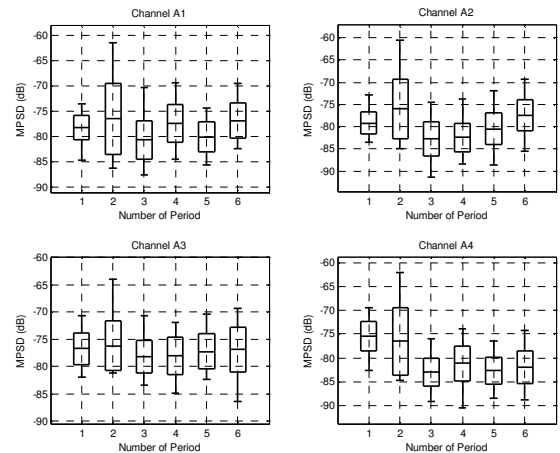 Channel A1
-60
-65
-70
-75
-80
-85
-90
MPSD (dB)
1 2 3 4 5 6
Number of Period
Channel A2
-60
-65
-70
-75
-80
-85
-90
MPSD (dB)
1 2 3 4 5 6
Number of Period
Channel A3
-60
-65
-70
-75
-80
-85
-90
MPSD (dB)
1 2 3 4 5 6
Number of Period
Channel A4
-60
-65
-70
-75
-80
-85
-90
MPSD (dB)
1 2 3 4 5 6
Number of Period